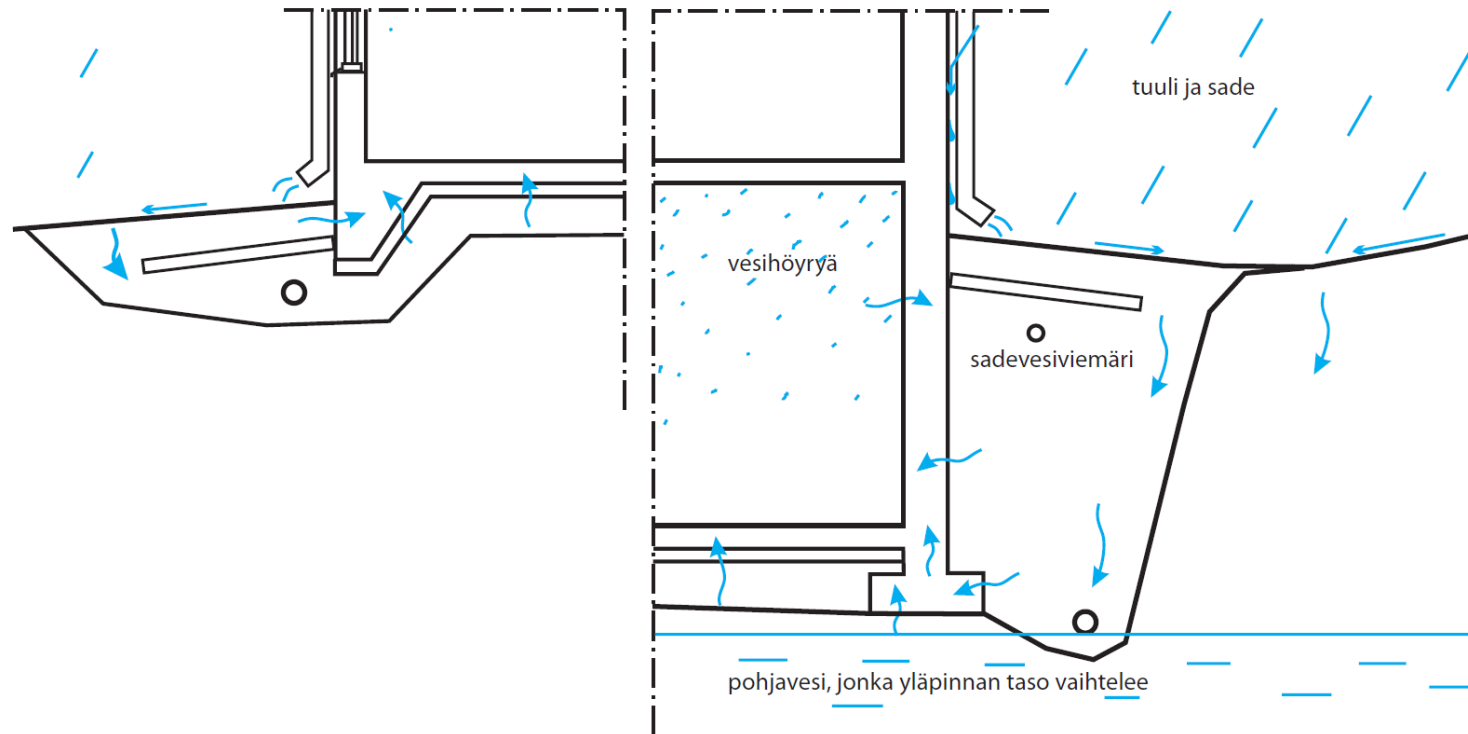 tuuli ja sade
vesihöyryä
sadevesiviemäri
pohjavesi, jonka yläpinnan taso vaihtelee